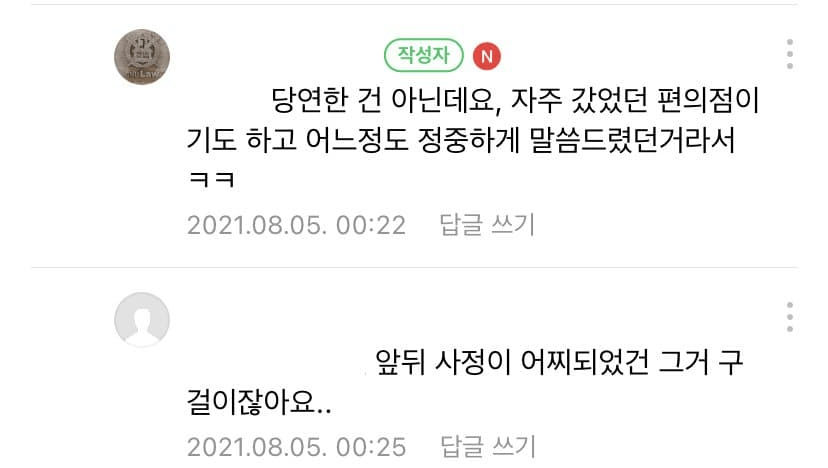 작성자 N
당연한 건 아닌데요, 자주 갔었던 편의점이
기도 하고 어느정도 정중하게 말씀드렸던거라서
ㅋㅋ
2021.08.05. 00:22 답글 쓰기
앞뒤 사정이 어찌되었건 그거 구
걸이잖아요..
2021.08.05. 00:25 답글 쓰기